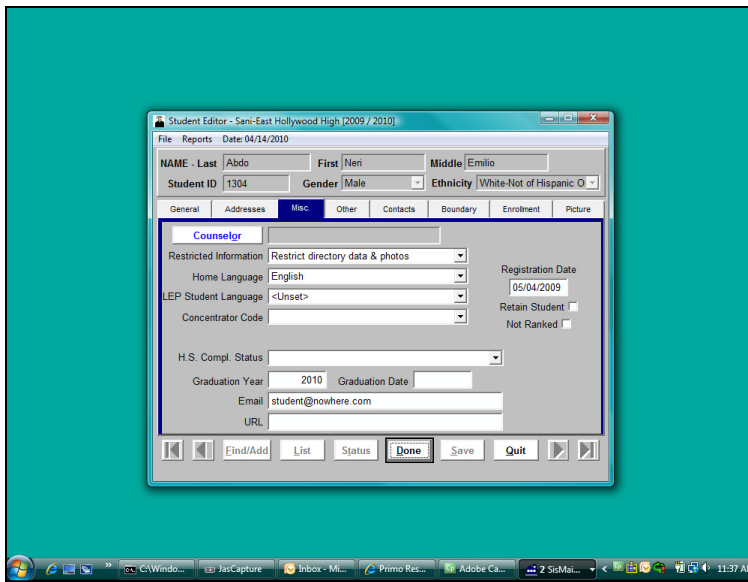 Student Editor - Sani-East Hollywood High [2009 / 2010]
File Reports Date: 04/14/2010
NAME - Last Abdo First Neri Middle Emilio
Student ID 1304 Gender Male Ethnicity White-Not of Hispanic O
General Addresses Misc. Other Contacts Boundary Enrollment Picture
Counselor
Restricted Information Restrict directory data & photos
Home Language English
Registration Date
05/04/2009
LEP Student Language <Unset>
Retain Student
Concentrator Code
Not Ranked
H.S. Compl. Status
Graduation Year 2010 Graduation Date
Email student@nowhere.com
URL
Find/Add List Status Done Save Quit
C:\Windo... JasCapture Inbox - Mi... Primo Res... Adobe Ca... 2 SisMai... 11:37 A